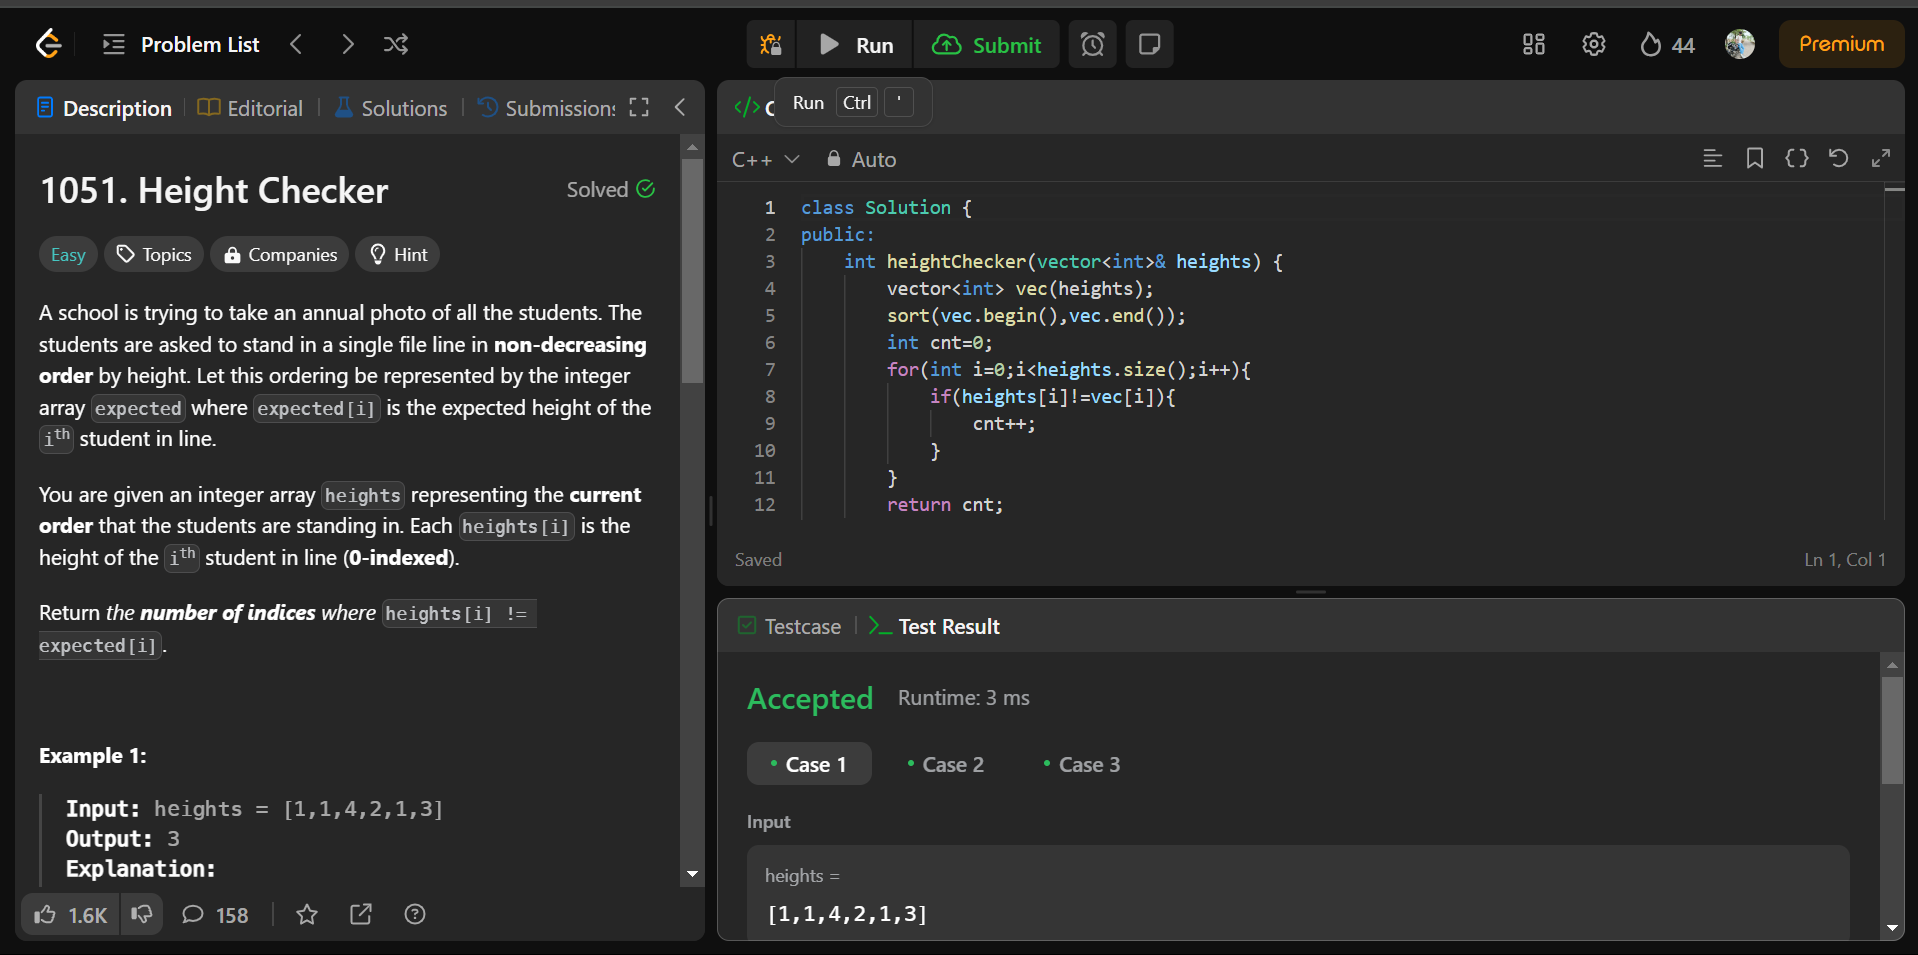 Problem List
Run
Submit
44
Premium
Description
Editorial
Solutions
Submissions
Run Ctrl '
</>
C++
Auto
1051. Height Checker
Solved
Easy
Topics
Companies
Hint
A school is trying to take an annual photo of all the students. The
students are asked to stand in a single file line in non-decreasing
order by height. Let this ordering be represented by the integer
array expected where expected[i] is the expected height of the
ith student in line.
You are given an integer array heights representing the current
order that the students are standing in. Each heights[i] is the
height of the ith student in line (0-indexed).
Return the number of indices where heights[i] !=
expected[i].
Example 1:
Input: heights = [1,1,4,2,1,3]
Output: 3
Explanation:
1.6K
158
1 class Solution {
2 public:
3 int heightChecker(vector<int>& heights) {
4 vector<int> vec(heights);
5 sort(vec.begin(),vec.end());
6 int cnt=0;
7 for(int i=0;i<heights.size();i++){
8 if(heights[i]!=vec[i]){
9 cnt++;
10 }
11 }
12 return cnt;
Saved
Ln 1, Col 1
Testcase
Test Result
Accepted
Runtime: 3 ms
Case 1
Case 2
Case 3
Input
heights =
[1,1,4,2,1,3]